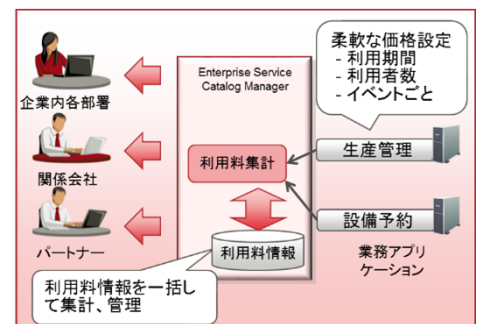 柔軟な価格設定
- 利用期間
- 利用者数
- イベントごと
Enterprise Service
Catalog Manager
企業内各部署
利用料集計
生産管理
関係会社
設備予約
パートナー
利用料情報
業務アプリ
ケーション
利用料情報を一括し
て集計、管理